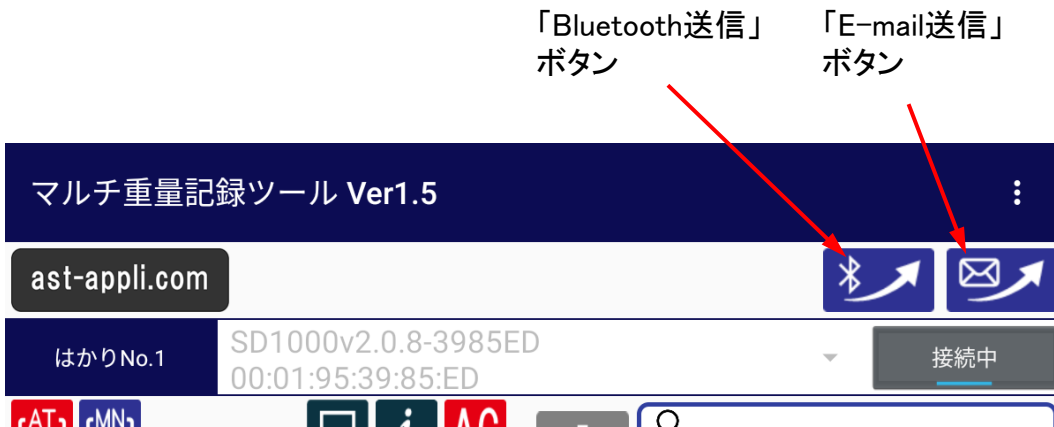 「Bluetooth送信」
ボタン
「E-mail送信」
ボタン
マルチ重量記録ツール Ver1.5
ast-appli.com
はかりNo.1
SD1000v2.0.8-3985ED
00:01:95:39:85:ED
接続中
AT MN
i AC